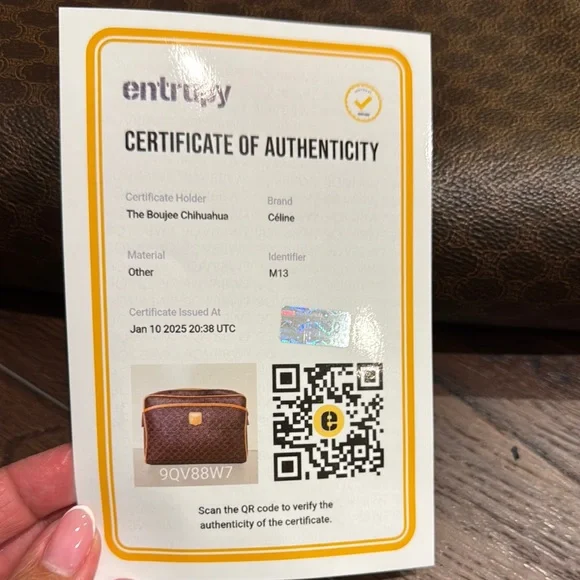 entrupy
CERTIFICATE OF AUTHENTICITY
Certificate Holder
The Boujee Chihuahua
Brand
Céline
Material
Other
Identifier
M13
Certificate Issued At
Jan 10 2025 20:38 UTC
9QV88W7
e
Scan the QR code to verify the
authenticity of the certificate.